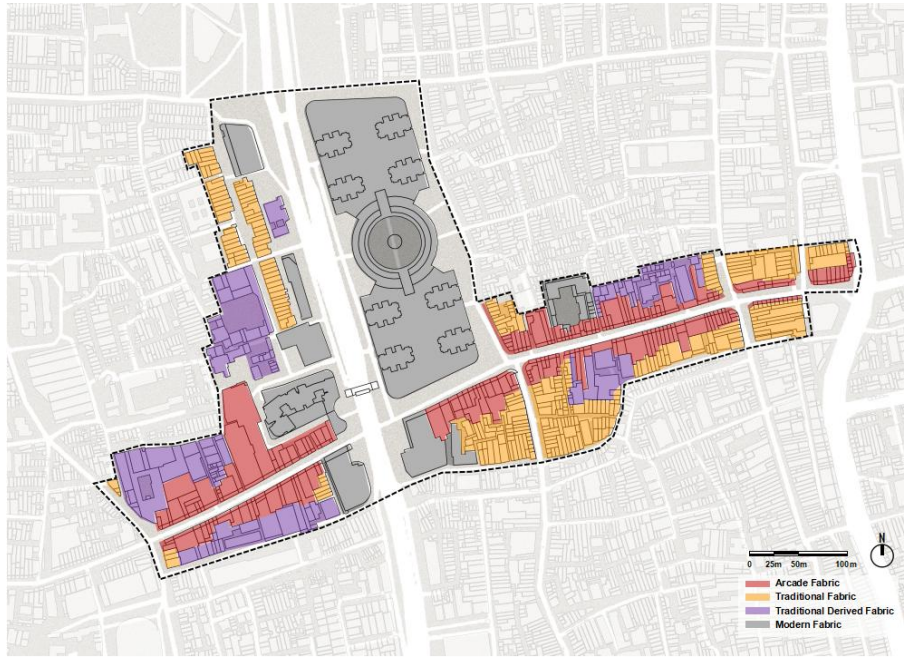 N
0 25m 50m 100m
Arcade Fabric
Traditional Fabric
Traditional Derived Fabric
Modern Fabric